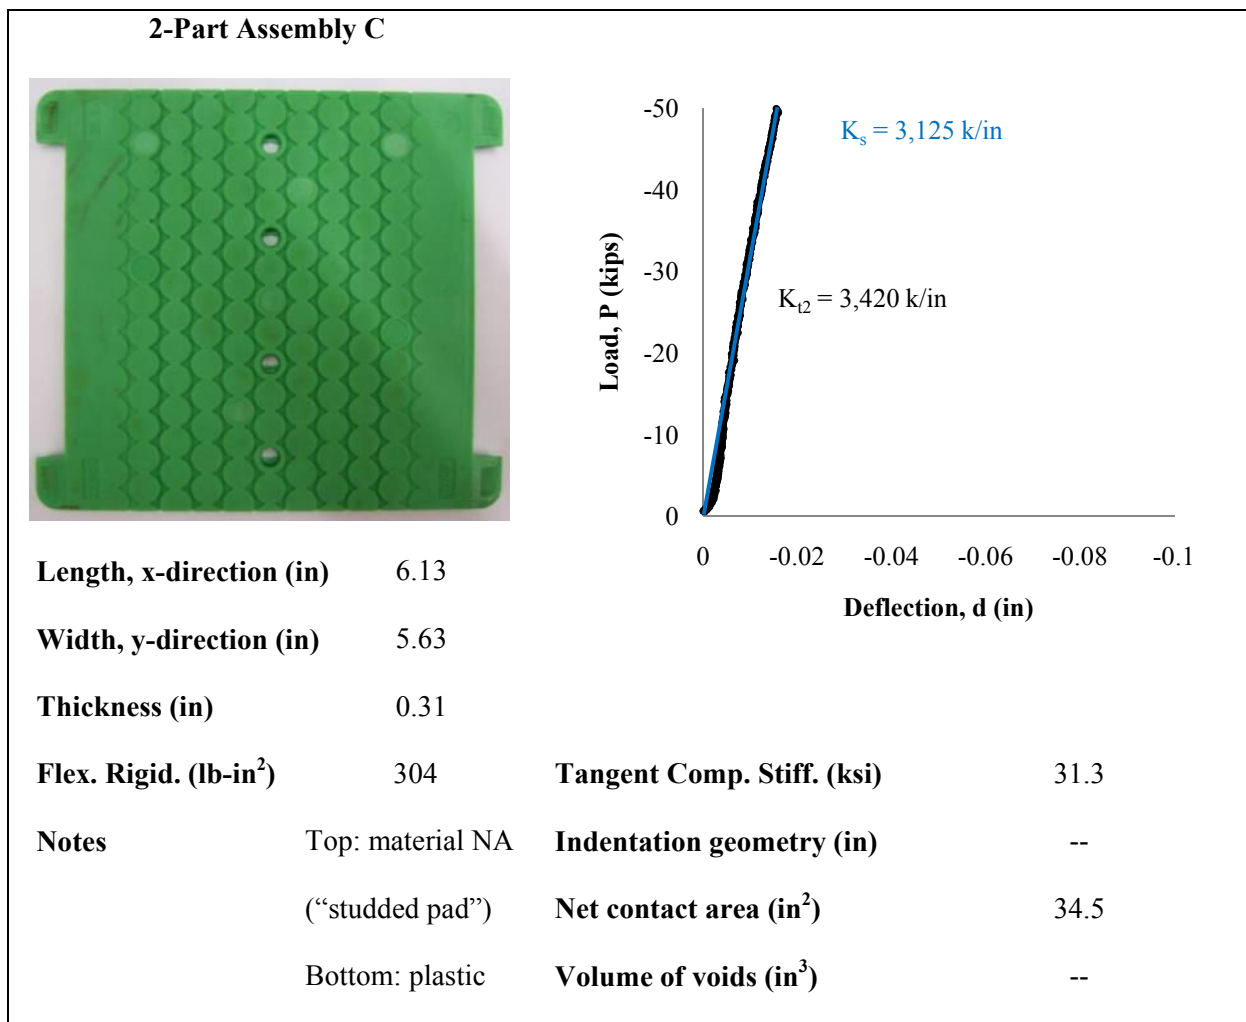 2-Part Assembly C
-50
-40
-30
-20
-10
0
Load, P (kips)
K_s = 3,125 k/in
K_t2 = 3,420 k/in
0 -0.02 -0.04 -0.06 -0.08 -0.1
Deflection, d (in)
Length, x-direction (in) 6.13
Width, y-direction (in) 5.63
Thickness (in) 0.31
Flex. Rigid. (lb-in²) 304 Tangent Comp. Stiff. (ksi) 31.3
Notes Top: material NA Indentation geometry (in) --
(“studded pad”) Net contact area (in²) 34.5
Bottom: plastic Volume of voids (in³) --